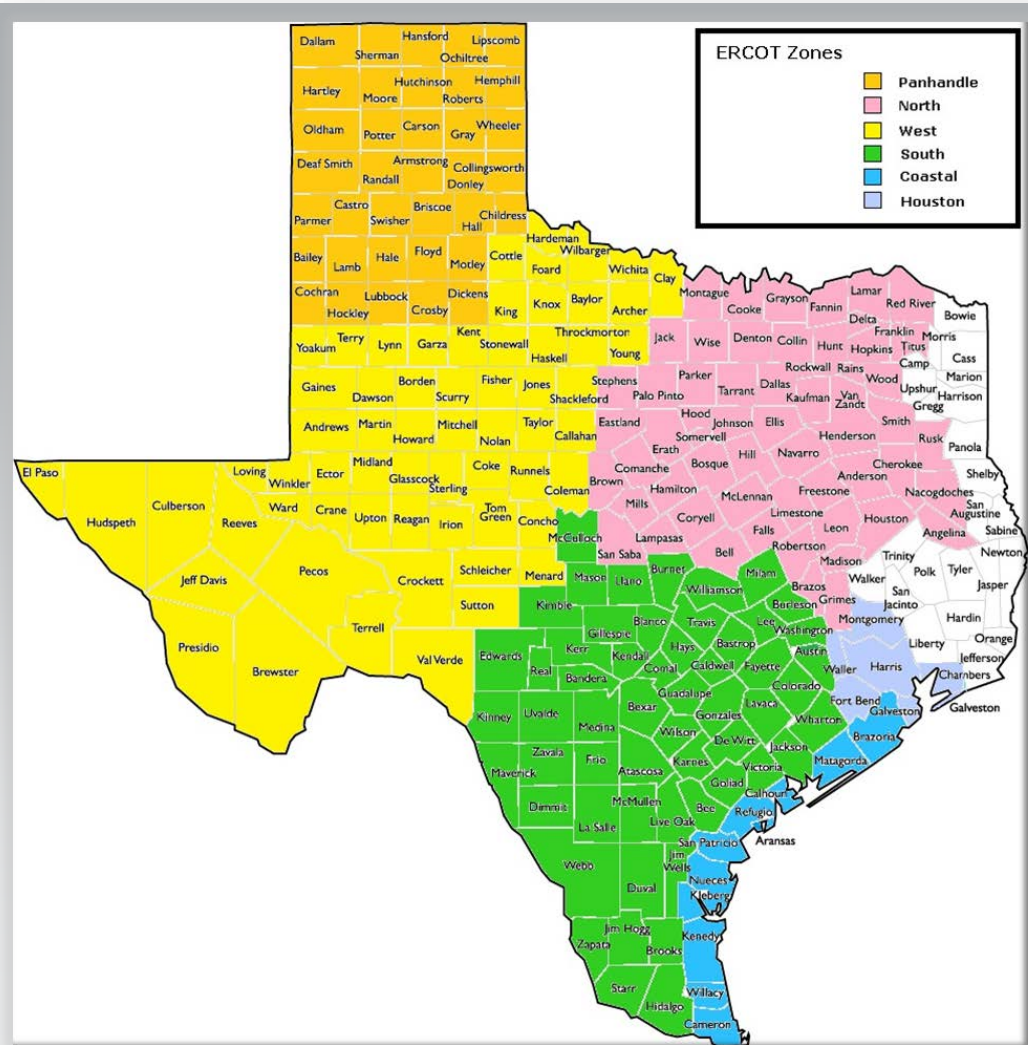 ERCOT Zones
Panhandle
North
West
South
Coastal
Houston
Dallam
Sherman
Hansford
Ochiltree
Lipscomb
Hartley
Moore
Hutchinson
Roberts
Hemphill
Oldham
Potter
Carson
Gray
Wheeler
Deaf Smith
Randall
Armstrong
Donley
Collingsworth
Parmer
Castro
Swisher
Briscoe
Hall
Childress
Bailey
Lamb
Hale
Floyd
Motley
Cottle
Hardeman
Foard
Wilbarger
Wichita
Clay
Cochran
Hockley
Lubbock
Crosby
Dickens
King
Knox
Baylor
Archer
Montague
Cooke
Grayson
Fannin
Lamar
Red River
Delta
Bowie
Yoakum
Terry
Lynn
Garza
Kent
Stonewall
Haskell
Throckmorton
Young
Jack
Wise
Denton
Collin
Hunt
Hopkins
Franklin
Titus
Morris
Camp
Cass
Marion
Gaines
Dawson
Borden
Scurry
Fisher
Jones
Shackleford
Stephens
Palo Pinto
Parker
Tarrant
Dallas
Rockwall
Rains
Kaufman
Van
Zandt
Wood
Upshur
Gregg
Harrison
Andrews
Martin
Howard
Mitchell
Nolan
Taylor
Callahan
Eastland
Erath
Hood
Somervell
Johnson
Ellis
Henderson
Smith
Rusk
Panola
El Paso
Hudspeth
Culberson
Reeves
Loving
Winkler
Ward
Ector
Crane
Midland
Upton
Glasscock
Reagan
Sterling
Irion
Coke
Tom
Green
Runnels
Concho
Coleman
Brown
Comanche
Mills
Hamilton
Bosque
Hill
Navarro
McLennan
Coryell
Limestone
Freestone
Anderson
Cherokee
Nacogdoches
Shelby
San
Augustine
Sabine
Jeff Davis
Pecos
Crockett
Schleicher
Menard
McCulloch
San Saba
Lampasas
Bell
Falls
Robertson
Leon
Houston
Madison
Angelina
Trinity
Polk
Tyler
Newton
Jasper
Presidio
Brewster
Terrell
Val Verde
Sutton
Kimble
Mason
Llano
Burnet
Williamson
Milam
Burleson
Brazos
Grimes
Walker
San
Jacinto
Montgomery
Hardin
Orange
Liberty
Jefferson
Chambers
Edwards
Real
Kerr
Bandera
Gillespie
Kendall
Blanco
Comal
Hays
Travis
Caldwell
Bastrop
Lee
Washington
Fayette
Austin
Colorado
Waller
Harris
Fort Bend
Galveston
Galveston
Kinney
Uvalde
Medina
Bexar
Guadalupe
Wilson
Gonzales
Lavaca
Wharton
Brazoria
Matagorda
Maverick
Zavala
Frio
Atascosa
Karnes
De Witt
Jackson
Victoria
Goliad
Calhoun
Refugio
Aransas
Dimmit
La Salle
McMullen
Live Oak
Bee
San Patricio
Webb
Duval
Jim
Wells
Nueces
Kleberg
Zapata
Jim Hogg
Brooks
Kenedy
Starr
Hidalgo
Willacy
Cameron